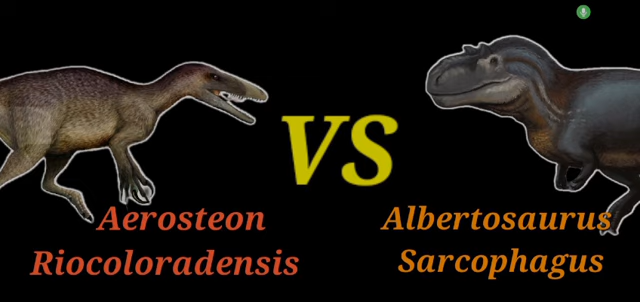 VS
Aerosteon
Riocoloradensis
Albertosaurus
Sarcophagus